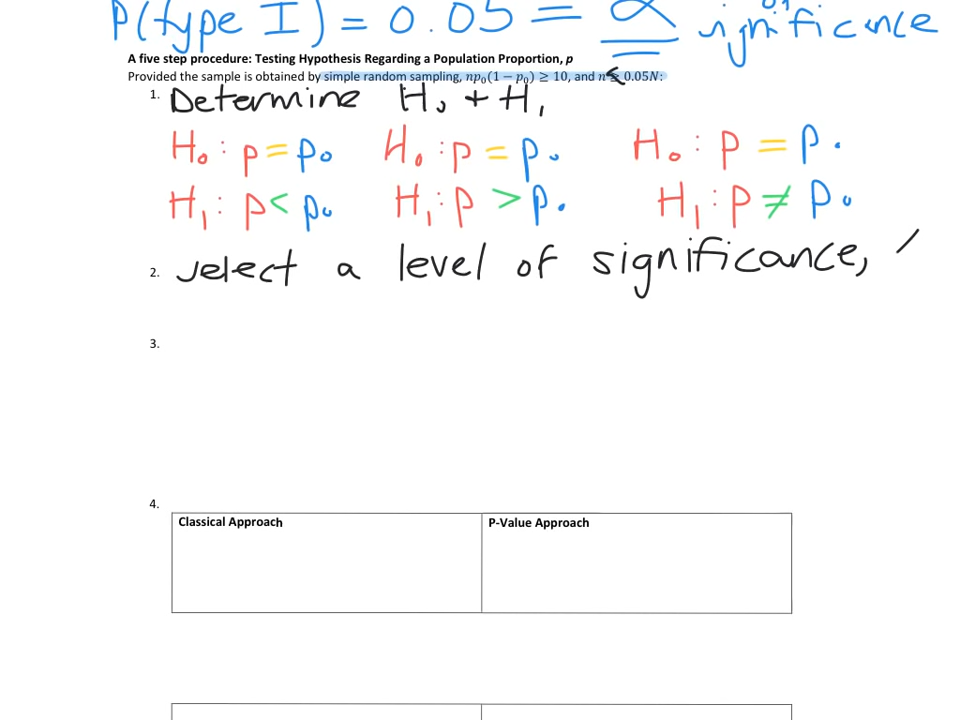 P(type I) = 0.05 = α significance
A five step procedure: Testing Hypothesis Regarding a Population Proportion, p
Provided the sample is obtained by simple random sampling, np₀(1 − p₀) ≥ 10, and n ≤ 0.05N:
1. Determine H₀ + H₁
H₀: p = p₀ H₀: p = p₀ H₀: p = p₀
H₁: p < p₀ H₁: p > p₀ H₁: p ≠ p₀
2. select a level of significance,
3.
4.
Classical Approach P-Value Approach